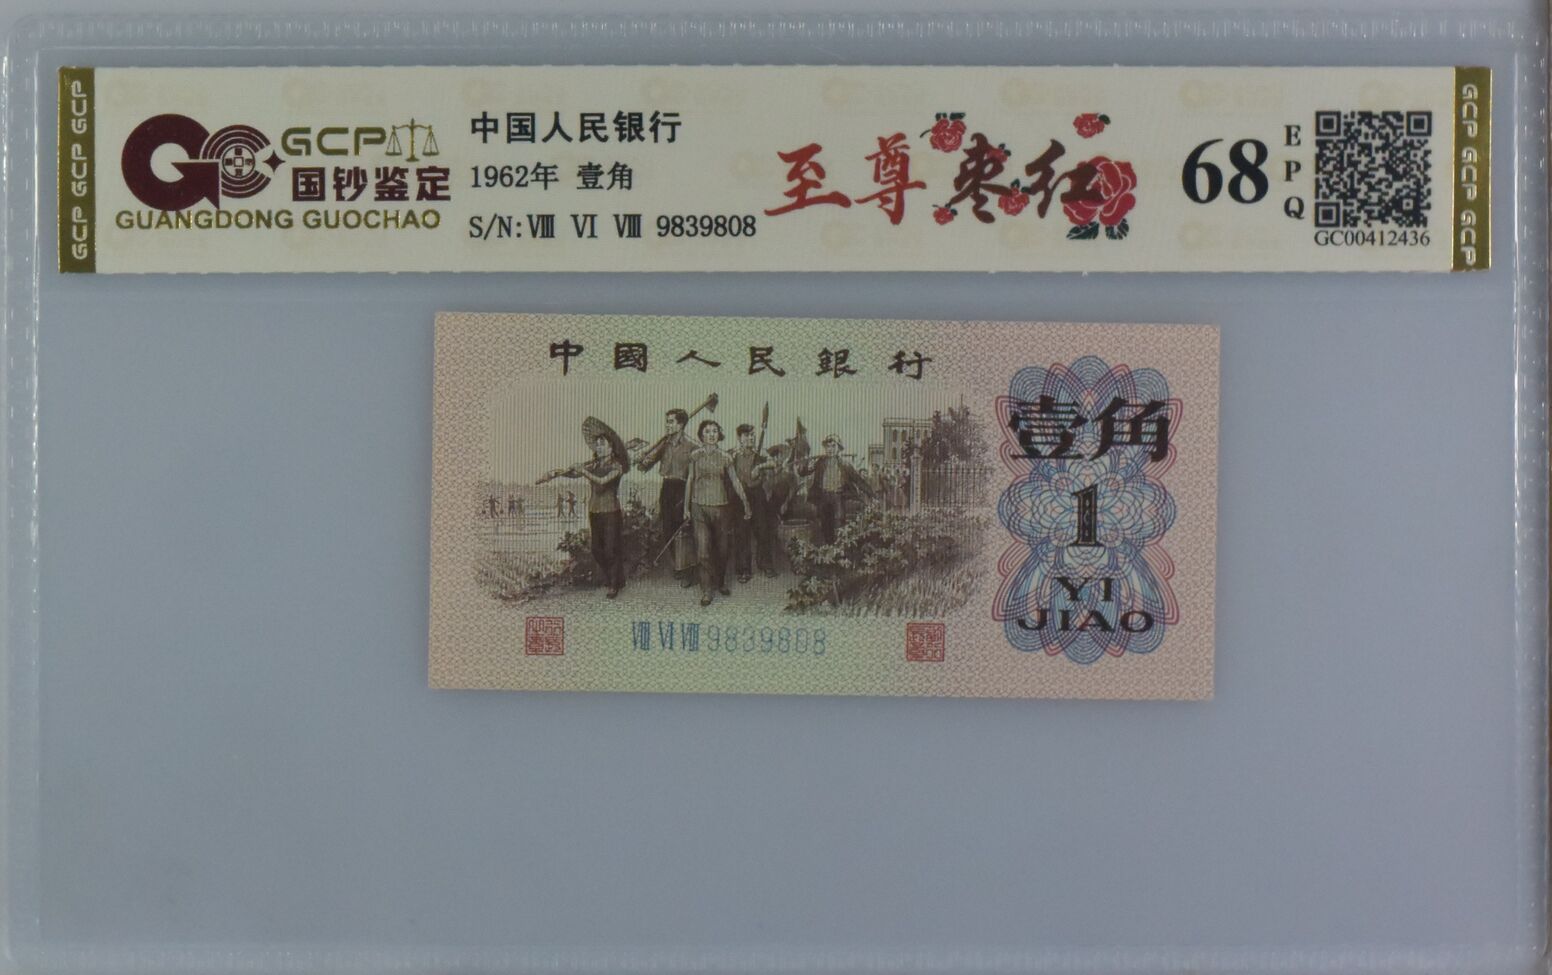 GCP GCP GCP
GCP
国钞鉴定
GUANGDONG GUOCHAO
中国人民银行
1962年 壹角
S/N:Ⅷ Ⅵ Ⅷ 9839808
至尊枣红
68
EPQ
GC00412436
GCP GCP GCP
中國人民銀行
壹角
1
YI
JIAO
Ⅷ Ⅵ Ⅷ 9839808